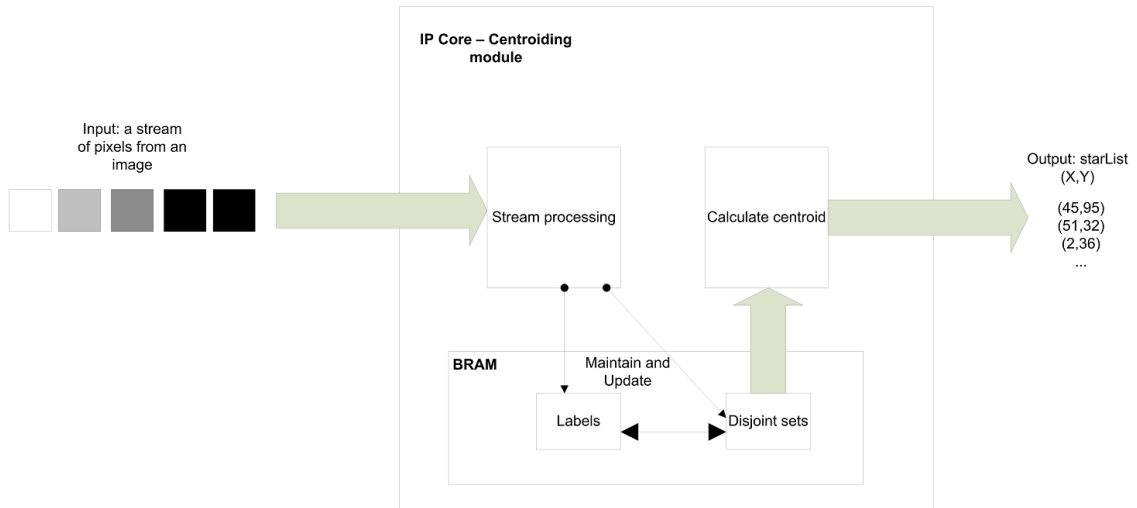 IP Core – Centroiding
module
Input: a stream
of pixels from an
image
Stream processing
Calculate centroid
Output: starList
(X,Y)
(45,95)
(51,32)
(2,36)
...
BRAM
Maintain and
Update
Labels
Disjoint sets